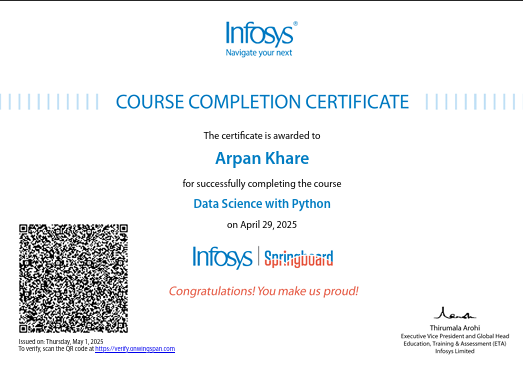 Infosys®
Navigate your next
COURSE COMPLETION CERTIFICATE
The certificate is awarded to
Arpan Khare
for successfully completing the course
Data Science with Python
on April 29, 2025
Infosys | Springboard
Congratulations! You make us proud!
Issued on: Thursday, May 1, 2025
To verify, scan the QR code at https://verify.onwingspan.com
Thirumala Arohi
Executive Vice President and Global Head
Education, Training & Assessment (ETA)
Infosys Limited